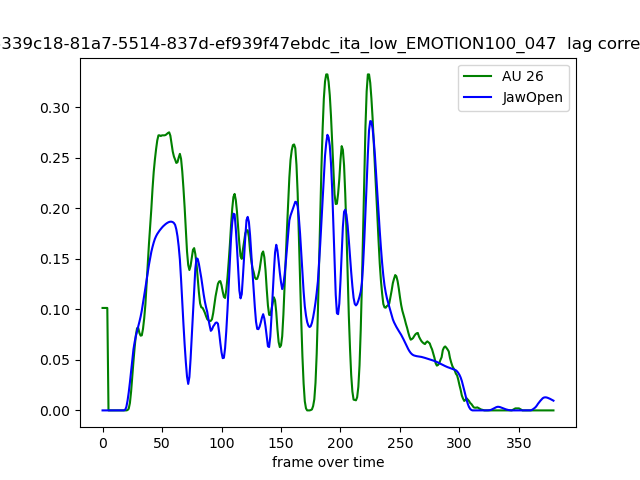 339c18-81a7-5514-837d-ef939f47ebdc_ita_low_EMOTION100_047  lag corre
AU 26
JawOpen
0.30
0.25
0.20
0.15
0.10
0.05
0.00
0 50 100 150 200 250 300 350
frame over time